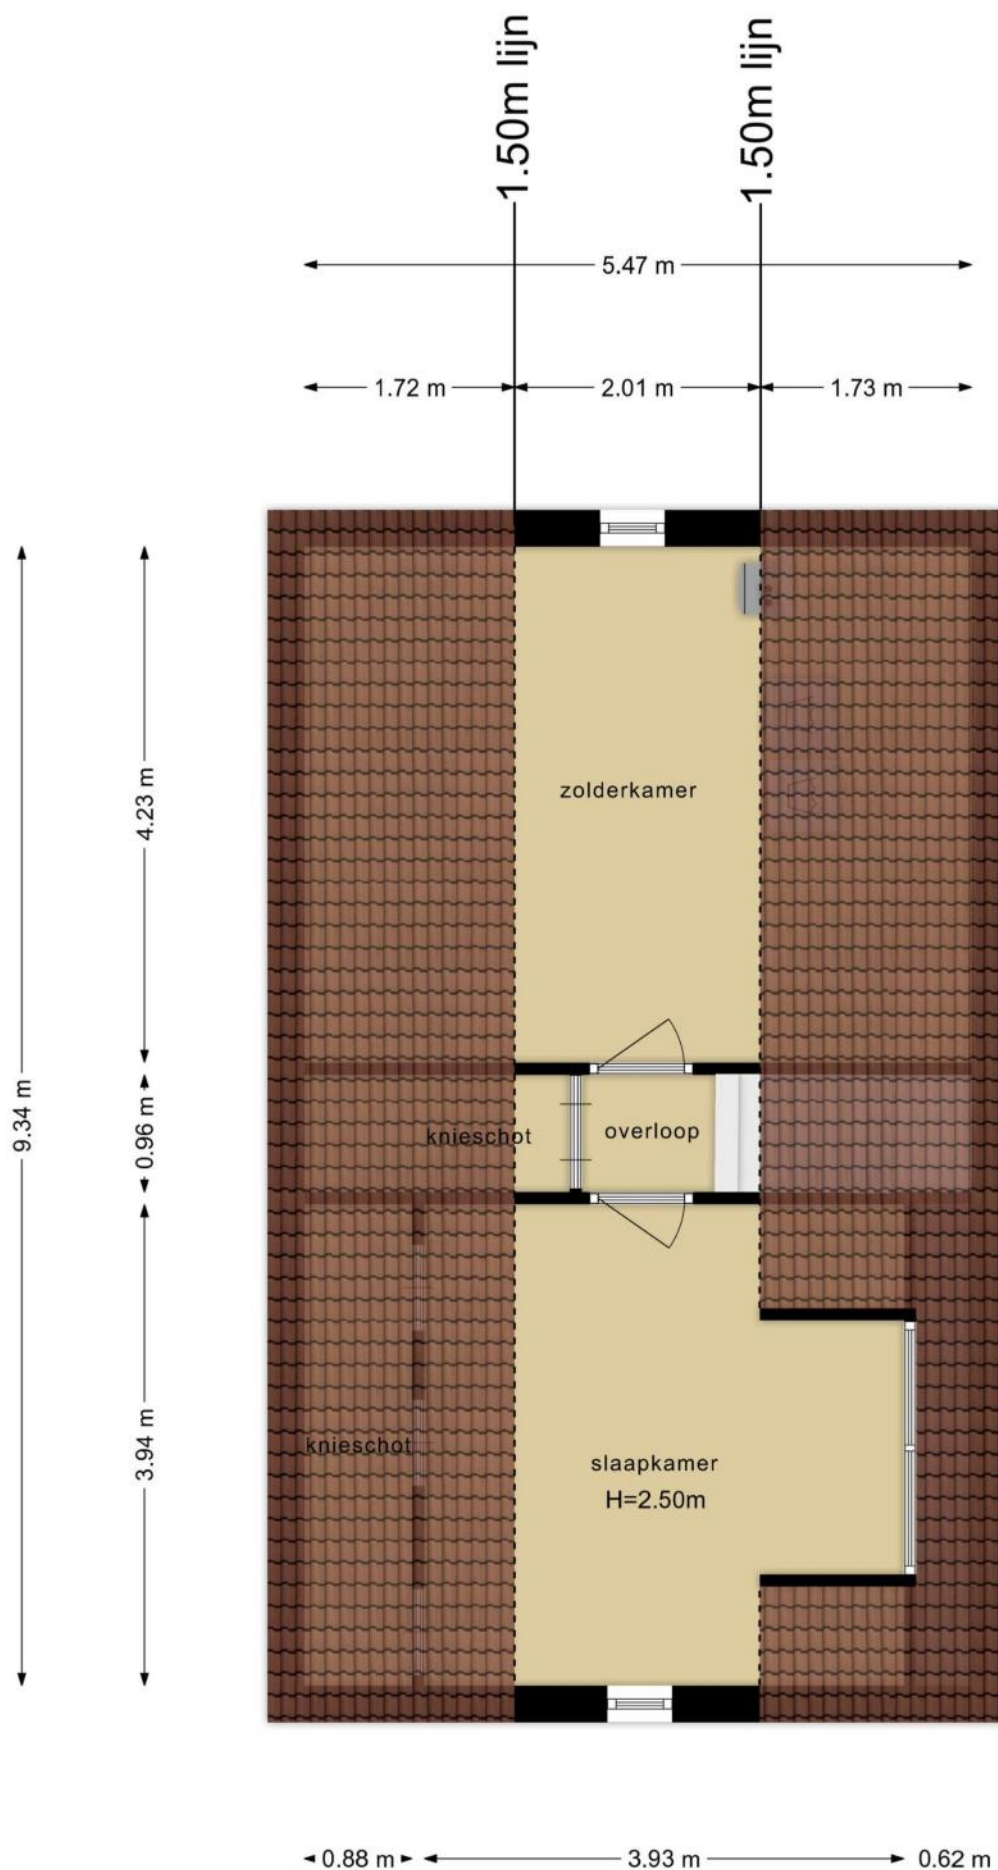 1.50m lijn
1.50m lijn
5.47 m
1.72 m
2.01 m
1.73 m
zolderkamer
4.23 m
9.34 m
0.96 m
knieschot
overloop
3.94 m
knieschot
slaapkamer
H=2.50m
0.88 m
3.93 m
0.62 m